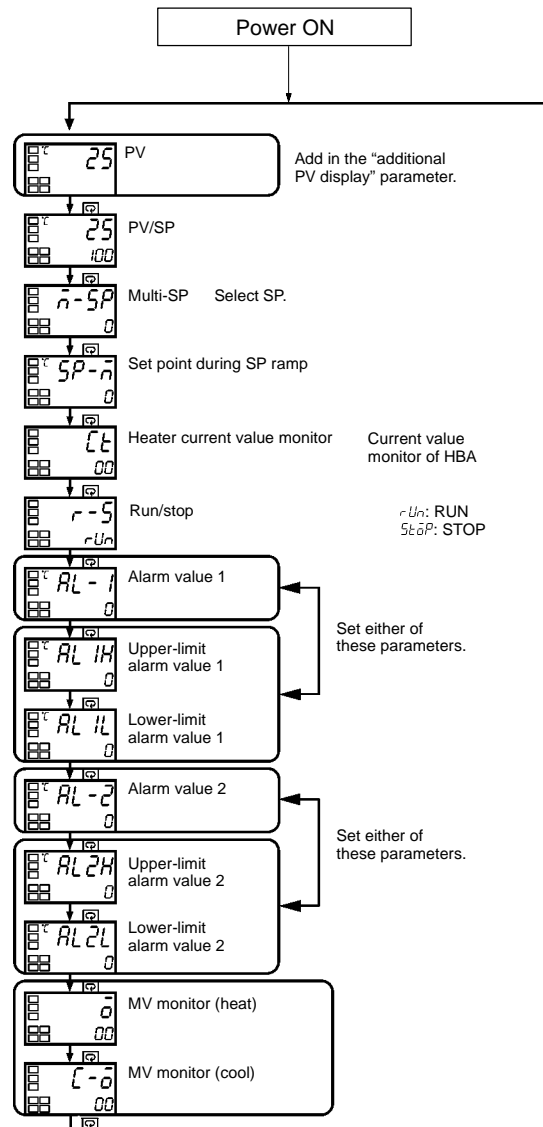 Power ON
℃ 25
PV
Add in the “additional
PV display” parameter.
℃ 25
100
PV/SP
m-SP
0
Multi-SP Select SP.
℃ SP-m
0
Set point during SP ramp
Ct
00
Heater current value monitor
Current value
monitor of HBA
r-S
rUn
Run/stop
rUn: RUN
StoP: STOP
℃ AL-1
0
Alarm value 1
Set either of
these parameters.
℃ AL1H
0
Upper-limit
alarm value 1
℃ AL1L
0
Lower-limit
alarm value 1
℃ AL-2
0
Alarm value 2
Set either of
these parameters.
℃ AL2H
0
Upper-limit
alarm value 2
℃ AL2L
0
Lower-limit
alarm value 2
o
00
MV monitor (heat)
C-o
00
MV monitor (cool)